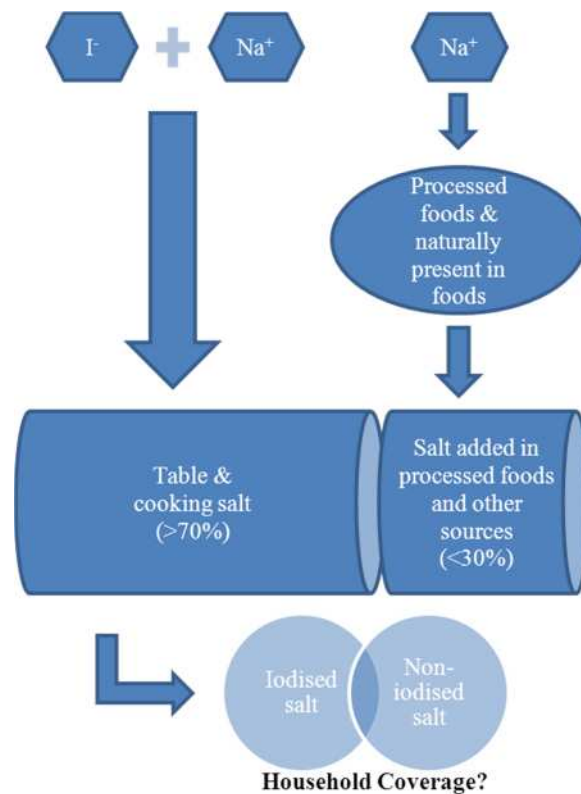 I-
Na+
Na+
Processed
foods &
naturally
present in
foods
Table &
cooking salt
(>70%)
Salt added in
processed foods
and other
sources
(<30%)
Iodised
salt
Non-
iodised
salt
Household Coverage?